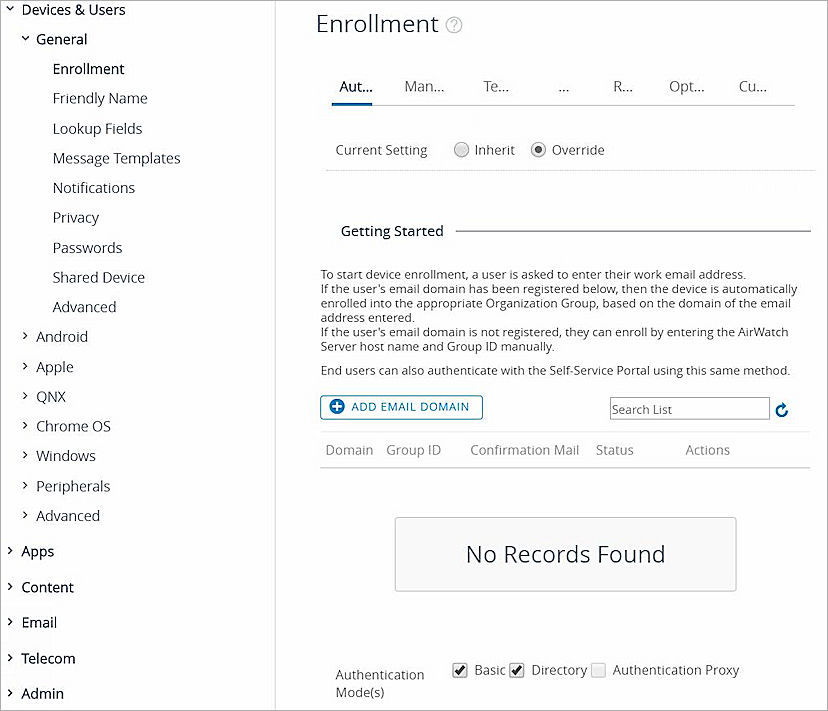 Devices & Users
General
Enrollment
Friendly Name
Lookup Fields
Message Templates
Notifications
Privacy
Passwords
Shared Device
Advanced
Android
Apple
QNX
Chrome OS
Windows
Peripherals
Advanced
Apps
Content
Email
Telecom
Admin
Enrollment ?
Aut... Man... Te... ... R... Opt... Cu...
Current Setting Inherit Override
Getting Started
To start device enrollment, a user is asked to enter their work email address.
If the user's email domain has been registered below, then the device is automatically
enrolled into the appropriate Organization Group, based on the domain of the email
address entered.
If the user's email domain is not registered, they can enroll by entering the AirWatch
Server host name and Group ID manually.
End users can also authenticate with the Self-Service Portal using this same method.
ADD EMAIL DOMAIN Search List
Domain Group ID Confirmation Mail Status Actions
No Records Found
Authentication Basic Directory Authentication Proxy
Mode(s)